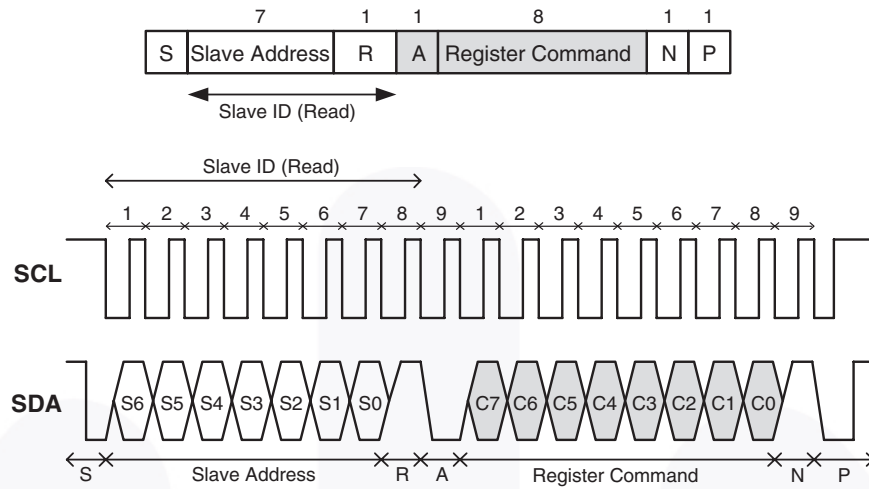 7 1 1 8 1 1
S Slave Address R A Register Command N P
Slave ID (Read)
Slave ID (Read)
1 2 3 4 5 6 7 8 9 1 2 3 4 5 6 7 8 9
SCL
SDA S6 S5 S4 S3 S2 S1 S0 C7 C6 C5 C4 C3 C2 C1 C0
S Slave Address R A Register Command N P